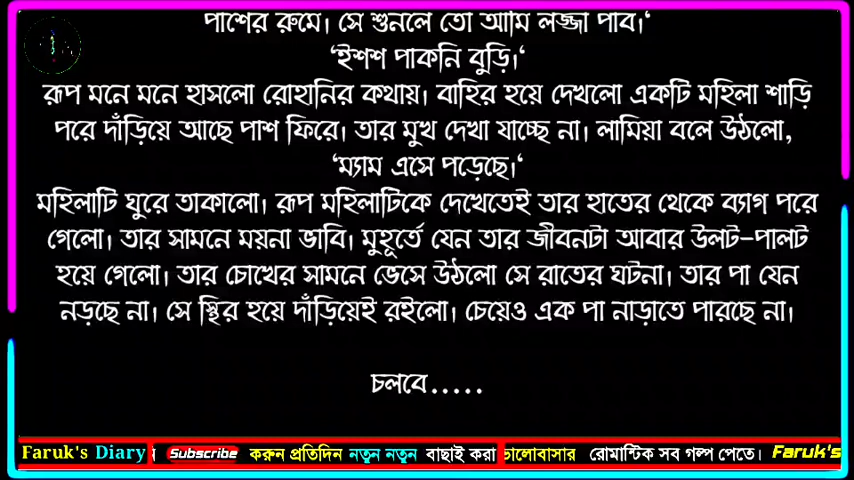 পাশের রুমে। সে শুনলে তো আমি লজ্জা পাব।‘
‘ইশশ পাকনি বুড়ি।‘
রূপ মনে মনে হাসলো রোহানির কথায়। বাহির হয়ে দেখলো একটি মহিলা শাড়ি
পরে দাঁড়িয়ে আছে পাশ ফিরে। তার মুখ দেখা যাচ্ছে না। লামিয়া বলে উঠলো,
‘ম্যাম এসে পড়েছে।‘
মহিলাটি ঘুরে তাকালো। রূপ মহিলাটিকে দেখেতেই তার হাতের থেকে ব্যাগ পরে
গেলো। তার সামনে ময়না ভাবি। মুহূর্তে যেন তার জীবনটা আবার উলট-পালট
হয়ে গেলো। তার চোখের সামনে ভেসে উঠলো সে রাতের ঘটনা। তার পা যেন
নড়ছে না। সে স্থির হয়ে দাঁড়িয়েই রইলো। চেয়েও এক পা নাড়াতে পারছে না।
চলবে.....
Faruk's Diary Subscribe করুন প্রতিদিন নতুন নতুন বাছাই করা ভালোবাসার রোমান্টিক সব গল্প পেতে। Faruk's